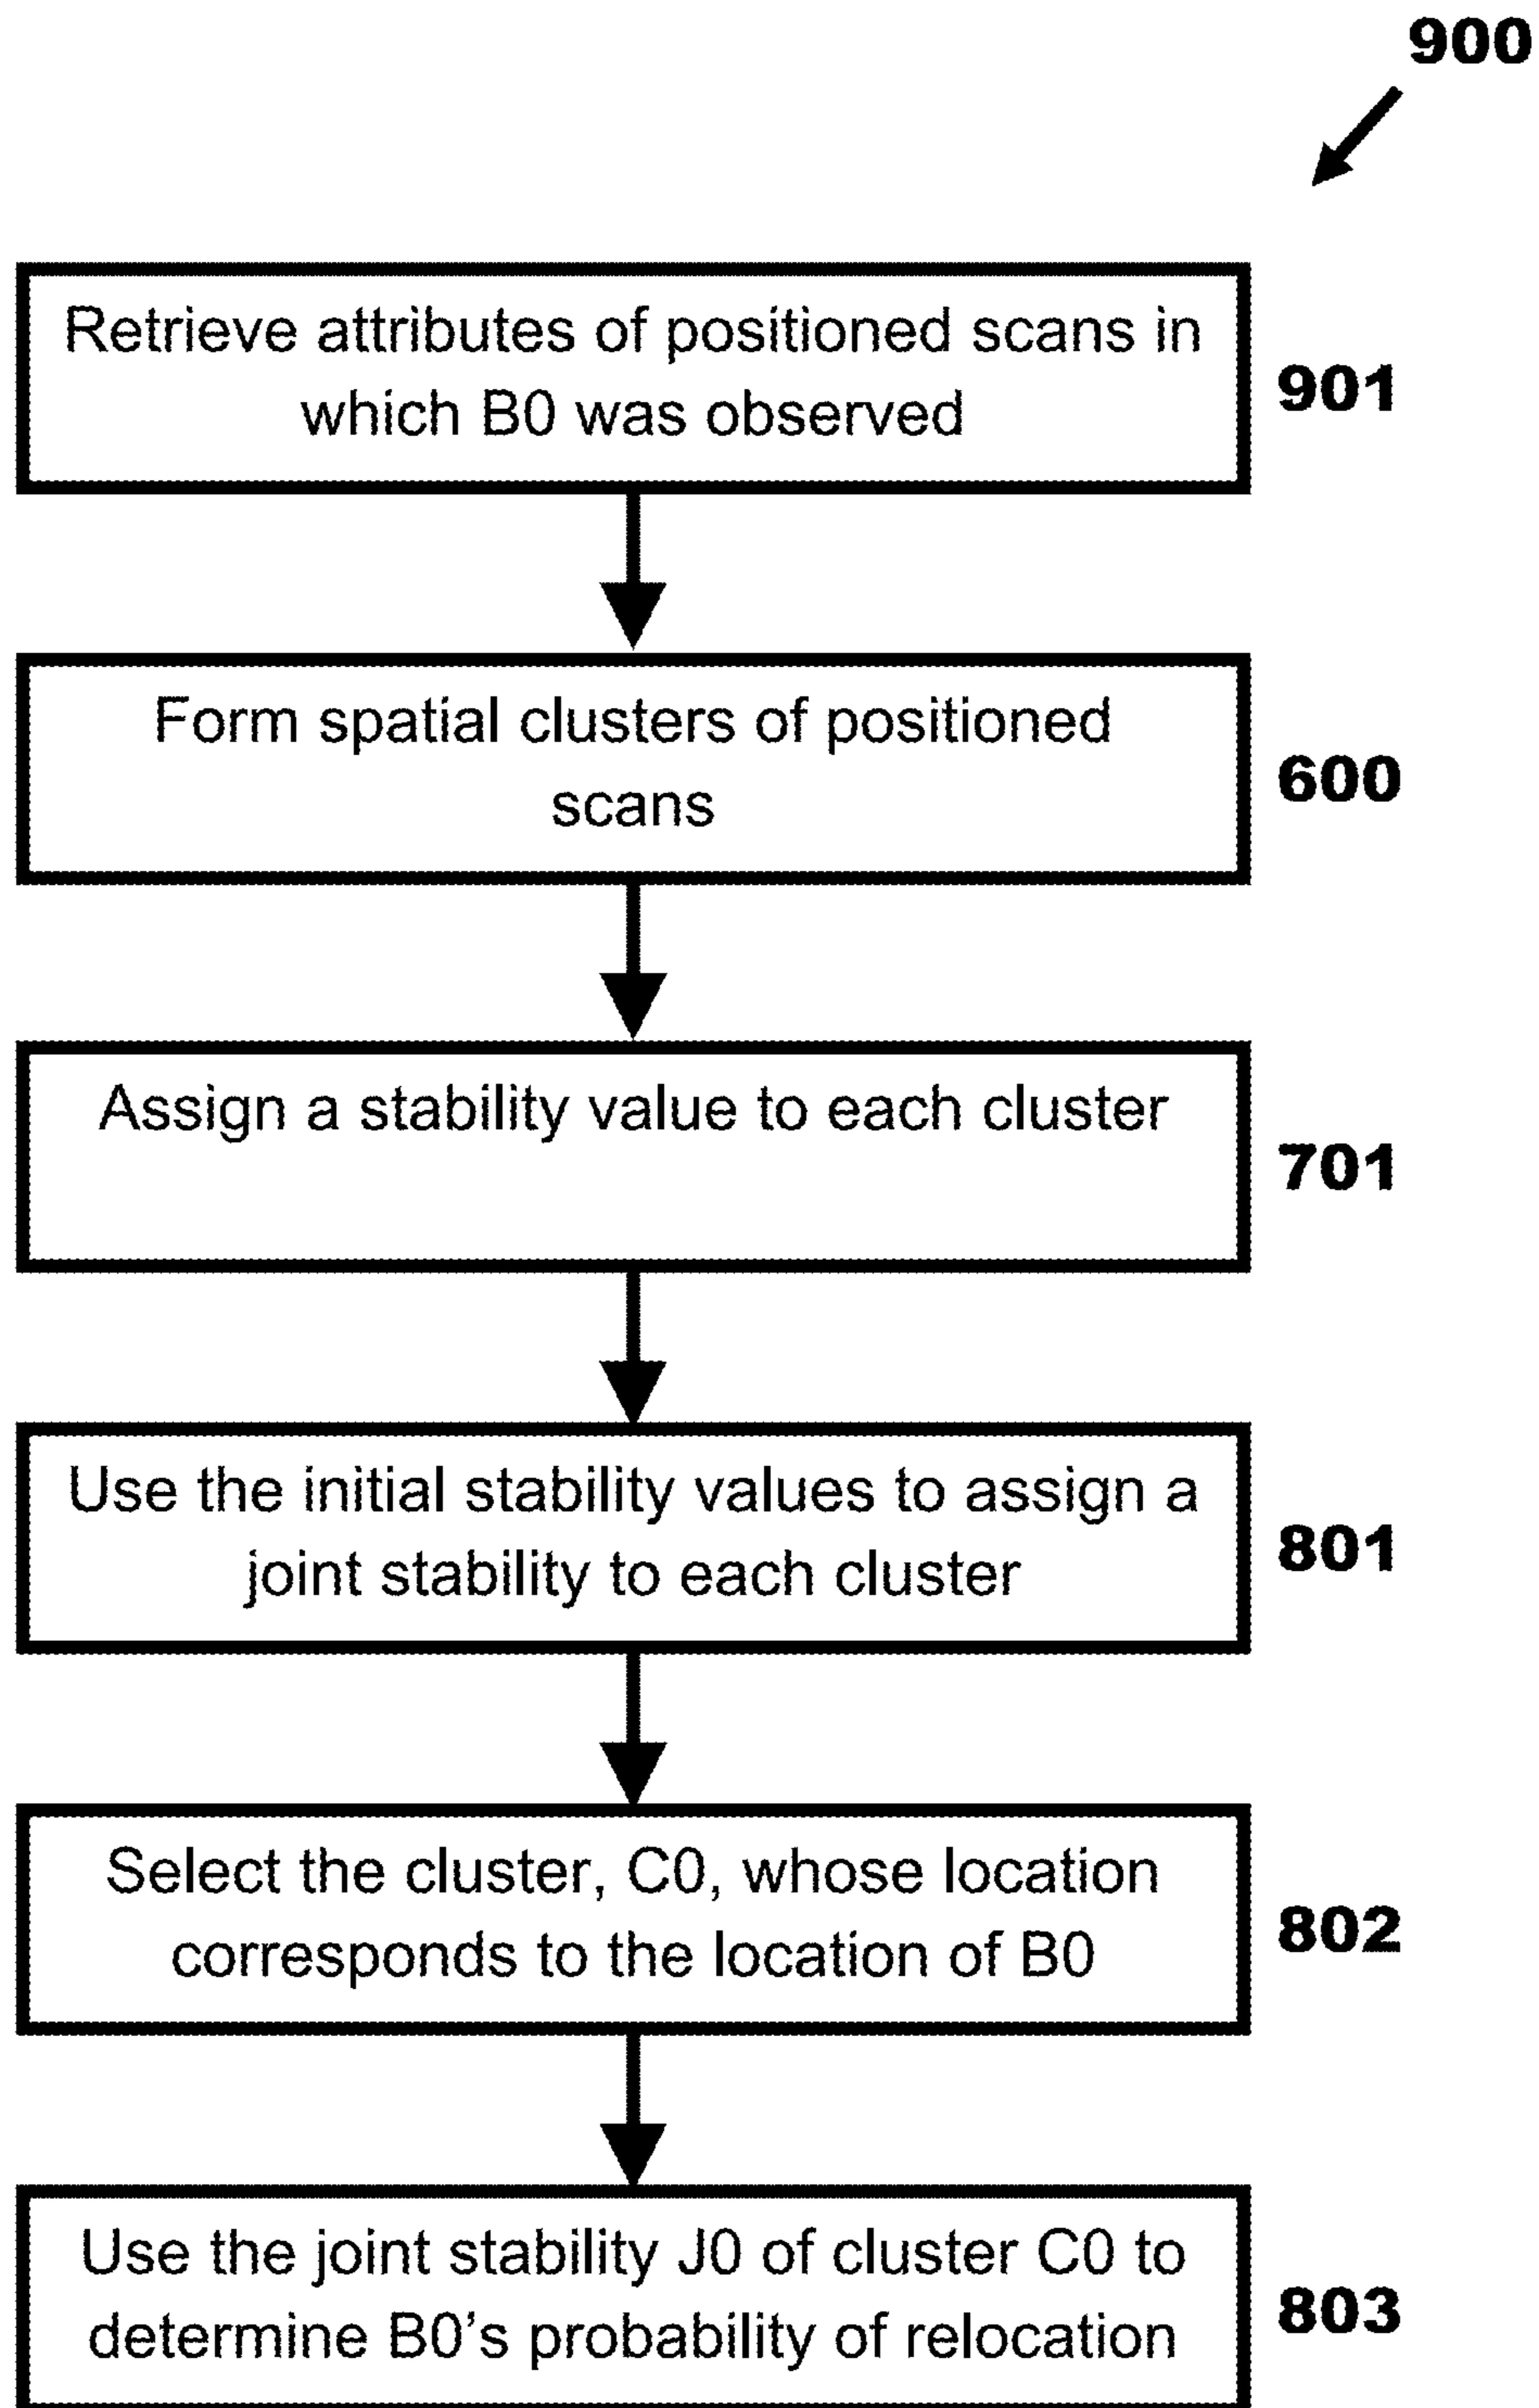 900
Retrieve attributes of positioned scans in
which B0 was observed
901
Form spatial clusters of positioned
scans
600
Assign a stability value to each cluster
701
Use the initial stability values to assign a
joint stability to each cluster
801
Select the cluster, C0, whose location
corresponds to the location of B0
802
Use the joint stability J0 of cluster C0 to
determine B0's probability of relocation
803